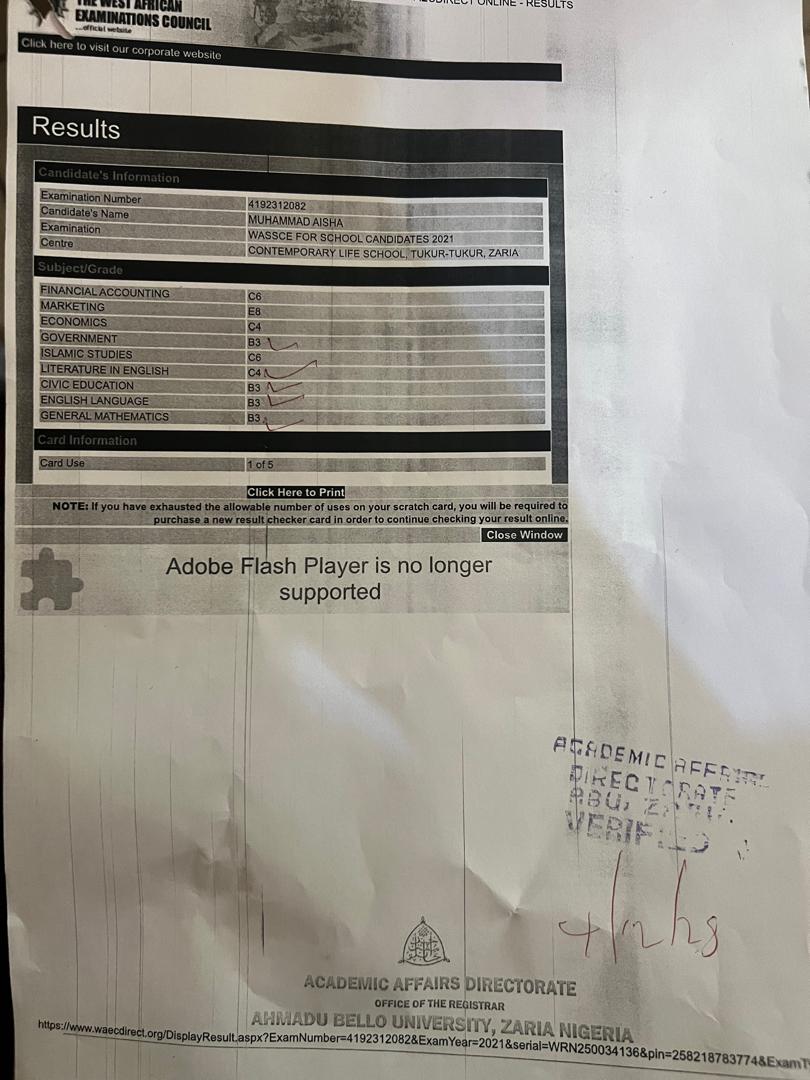 THE WEST AFRICAN
EXAMINATIONS COUNCIL
...official website
ONLINE - RESULTS
Click here to visit our corporate website
Results
Candidate's Information
Examination Number 4192312082
Candidate's Name MUHAMMAD AISHA
Examination WASSCE FOR SCHOOL CANDIDATES 2021
Centre CONTEMPORARY LIFE SCHOOL, TUKUR-TUKUR, ZARIA
Subject/Grade
FINANCIAL ACCOUNTING C6
MARKETING E8
ECONOMICS C4
GOVERNMENT B3
ISLAMIC STUDIES C6
LITERATURE IN ENGLISH C4
CIVIC EDUCATION B3
ENGLISH LANGUAGE B3
GENERAL MATHEMATICS B3
Card Information
Card Use 1 of 5
Click Here to Print
NOTE: If you have exhausted the allowable number of uses on your scratch card, you will be required to
purchase a new result checker card in order to continue checking your result online.
Close Window
Adobe Flash Player is no longer
supported
ACADEMIC AFFAIRS
DIRECTORATE
ABU, ZARIA.
VERIFIED
ACADEMIC AFFAIRS DIRECTORATE
OFFICE OF THE REGISTRAR
AHMADU BELLO UNIVERSITY, ZARIA NIGERIA
https://www.waecdirect.org/DisplayResult.aspx?ExamNumber=4192312082&ExamYear=2021&serial=WRN250034136&pin=258218783774&ExamT